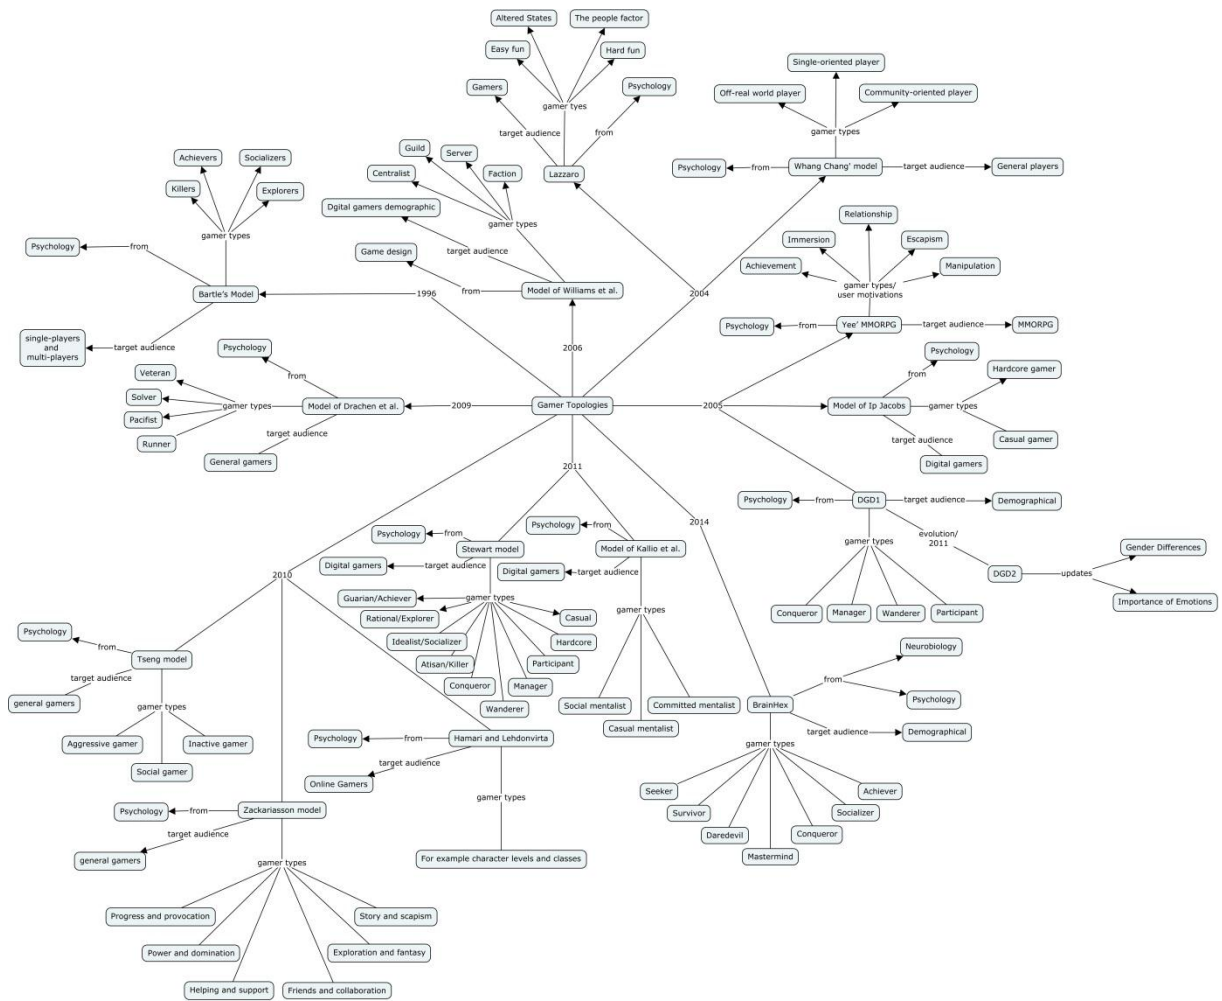 Altered States
The people factor
Easy fun
Hard fun
Gamers
Psychology
gamer tyes
target audience
from
Lazzaro
Single-oriented player
Off-real world player
Community-oriented player
gamer types
Psychology
from
Whang Chang' model
target audience
General players
Guild
Server
Centralist
Faction
Dgital gamers demographic
gamer types
Game design
target audience
from
Model of Williams et al.
Achievers
Socializers
Killers
Explorers
gamer types
Psychology
from
Bartle's Model
1996
single-players
and
multi-players
target audience
2004
2006
Relationship
Immersion
Escapism
Achievement
Manipulation
gamer types/
user motivations
Psychology
from
Yee' MMORPG
target audience
MMORPG
Psychology
from
Veteran
Solver
Pacifist
Runner
gamer types
Model of Drachen et al.
2009
target audience
General gamers
Gamer Topologies
2005
Psychology
from
Hardcore gamer
Model of Ip Jacobs
gamer types
Casual gamer
target audience
Digital gamers
Psychology
from
DGD1
target audience
Demographical
gamer types
evolution/
2011
Conqueror
Manager
Wanderer
Participant
DGD2
updates
Gender Differences
Importance of Emotions
2011
2014
2010
Psychology
from
Stewart model
Digital gamers
target audience
gamer types
Guarian/Achiever
Rational/Explorer
Idealist/Socializer
Atisan/Killer
Conqueror
Wanderer
Manager
Participant
Hardcore
Casual
Psychology
from
Model of Kallio et al.
Digital gamers
target audience
gamer types
Social mentalist
Casual mentalist
Committed mentalist
Neurobiology
from
Psychology
BrainHex
target audience
Demographical
gamer types
Seeker
Survivor
Daredevil
Mastermind
Conqueror
Socializer
Achiever
Psychology
from
Tseng model
target audience
general gamers
gamer types
Aggressive gamer
Social gamer
Inactive gamer
Psychology
from
Hamari and Lehdonvirta
target audience
Online Gamers
gamer types
For example character levels and classes
Psychology
from
Zackariasson model
target audience
general gamers
gamer types
Progress and provocation
Power and domination
Helping and support
Friends and collaboration
Exploration and fantasy
Story and scapism